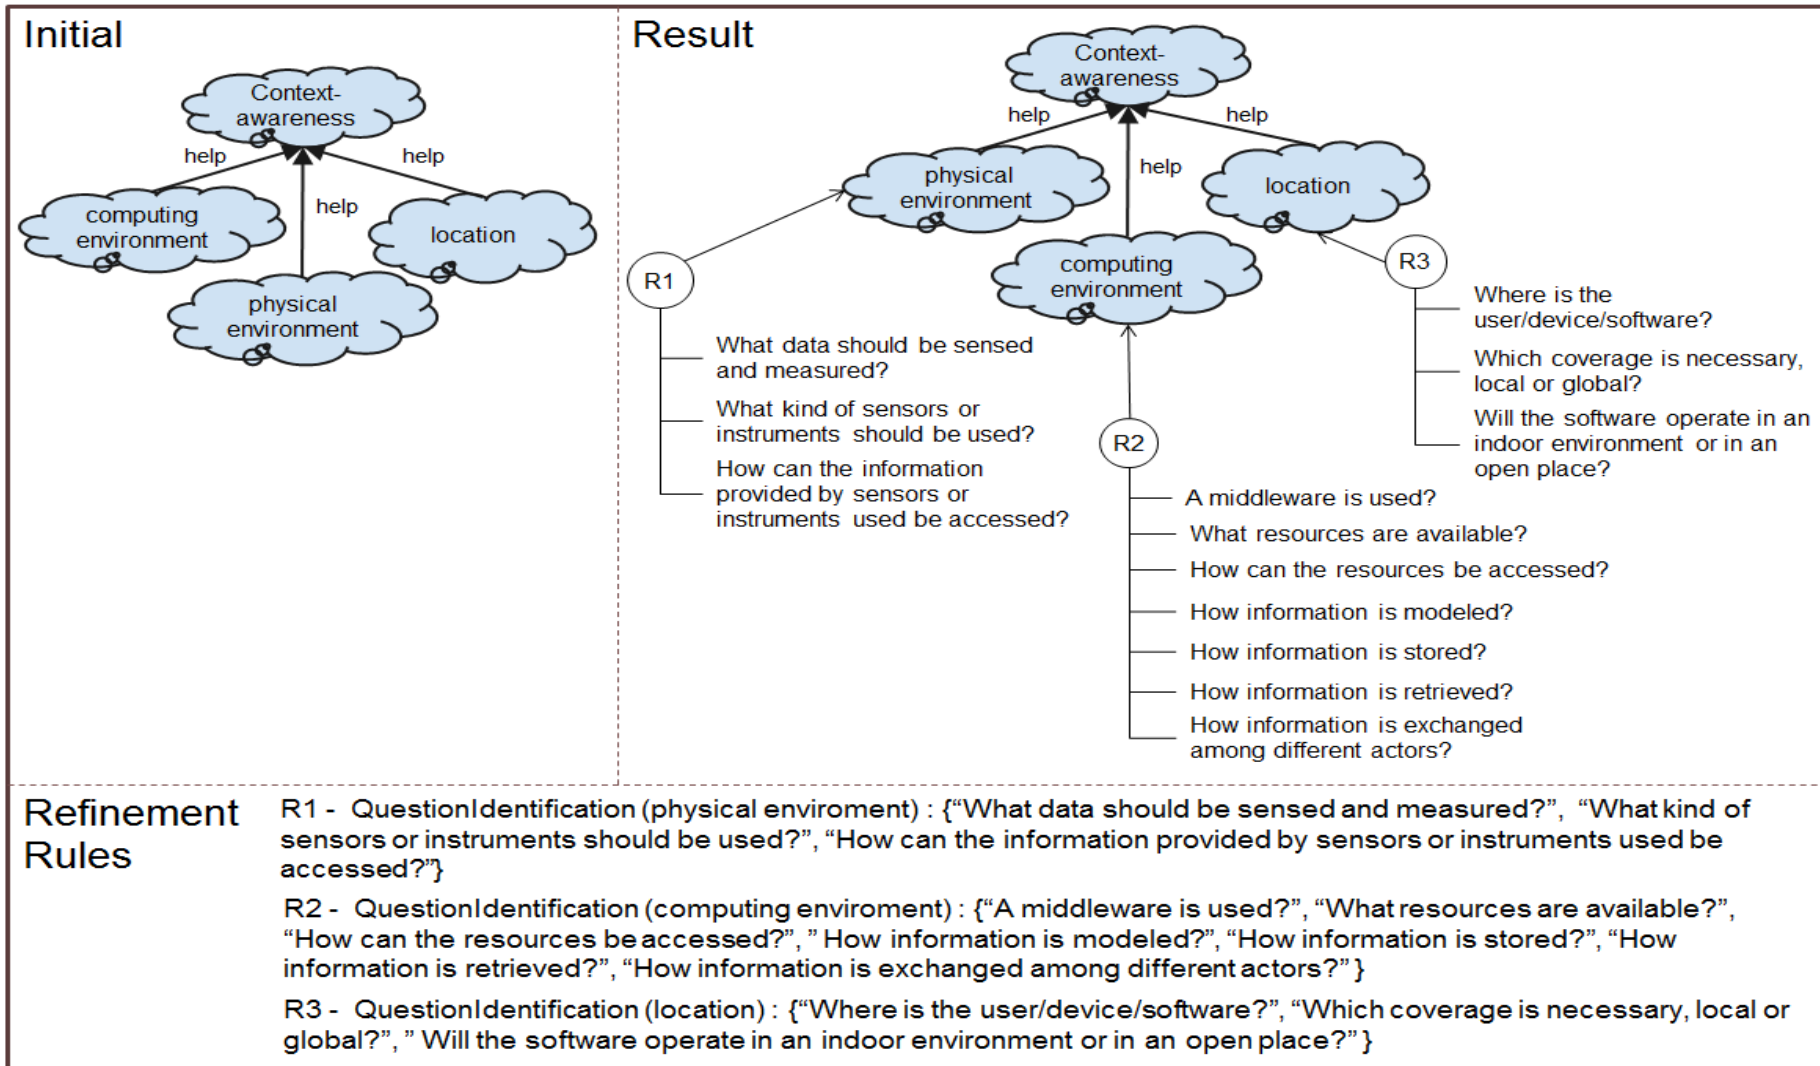 Initial
Context-
awareness
help
help
computing
environment
help
location
physical
environment
Result
Context-
awareness
help
help
physical
environment
help
location
computing
environment
R1
What data should be sensed
and measured?
What kind of sensors or
instruments should be used?
How can the information
provided by sensors or
instruments used be accessed?
R2
A middleware is used?
What resources are available?
How can the resources be accessed?
How information is modeled?
How information is stored?
How information is retrieved?
How information is exchanged
among different actors?
R3
Where is the
user/device/software?
Which coverage is necessary,
local or global?
Will the software operate in an
indoor environment or in an
open place?
Refinement
Rules
R1 - QuestionIdentification (physical enviroment) : {“What data should be sensed and measured?”, “What kind of
sensors or instruments should be used?”, “How can the information provided by sensors or instruments used be
accessed?”}
R2 - QuestionIdentification (computing enviroment) : {“A middleware is used?”, “What resources are available?”,
“How can the resources be accessed?”, ” How information is modeled?”, “How information is stored?”, “How
information is retrieved?”, “How information is exchanged among different actors?” }
R3 - QuestionIdentification (location) : {“Where is the user/device/software?”, “Which coverage is necessary, local or
global?”, ” Will the software operate in an indoor environment or in an open place?” }